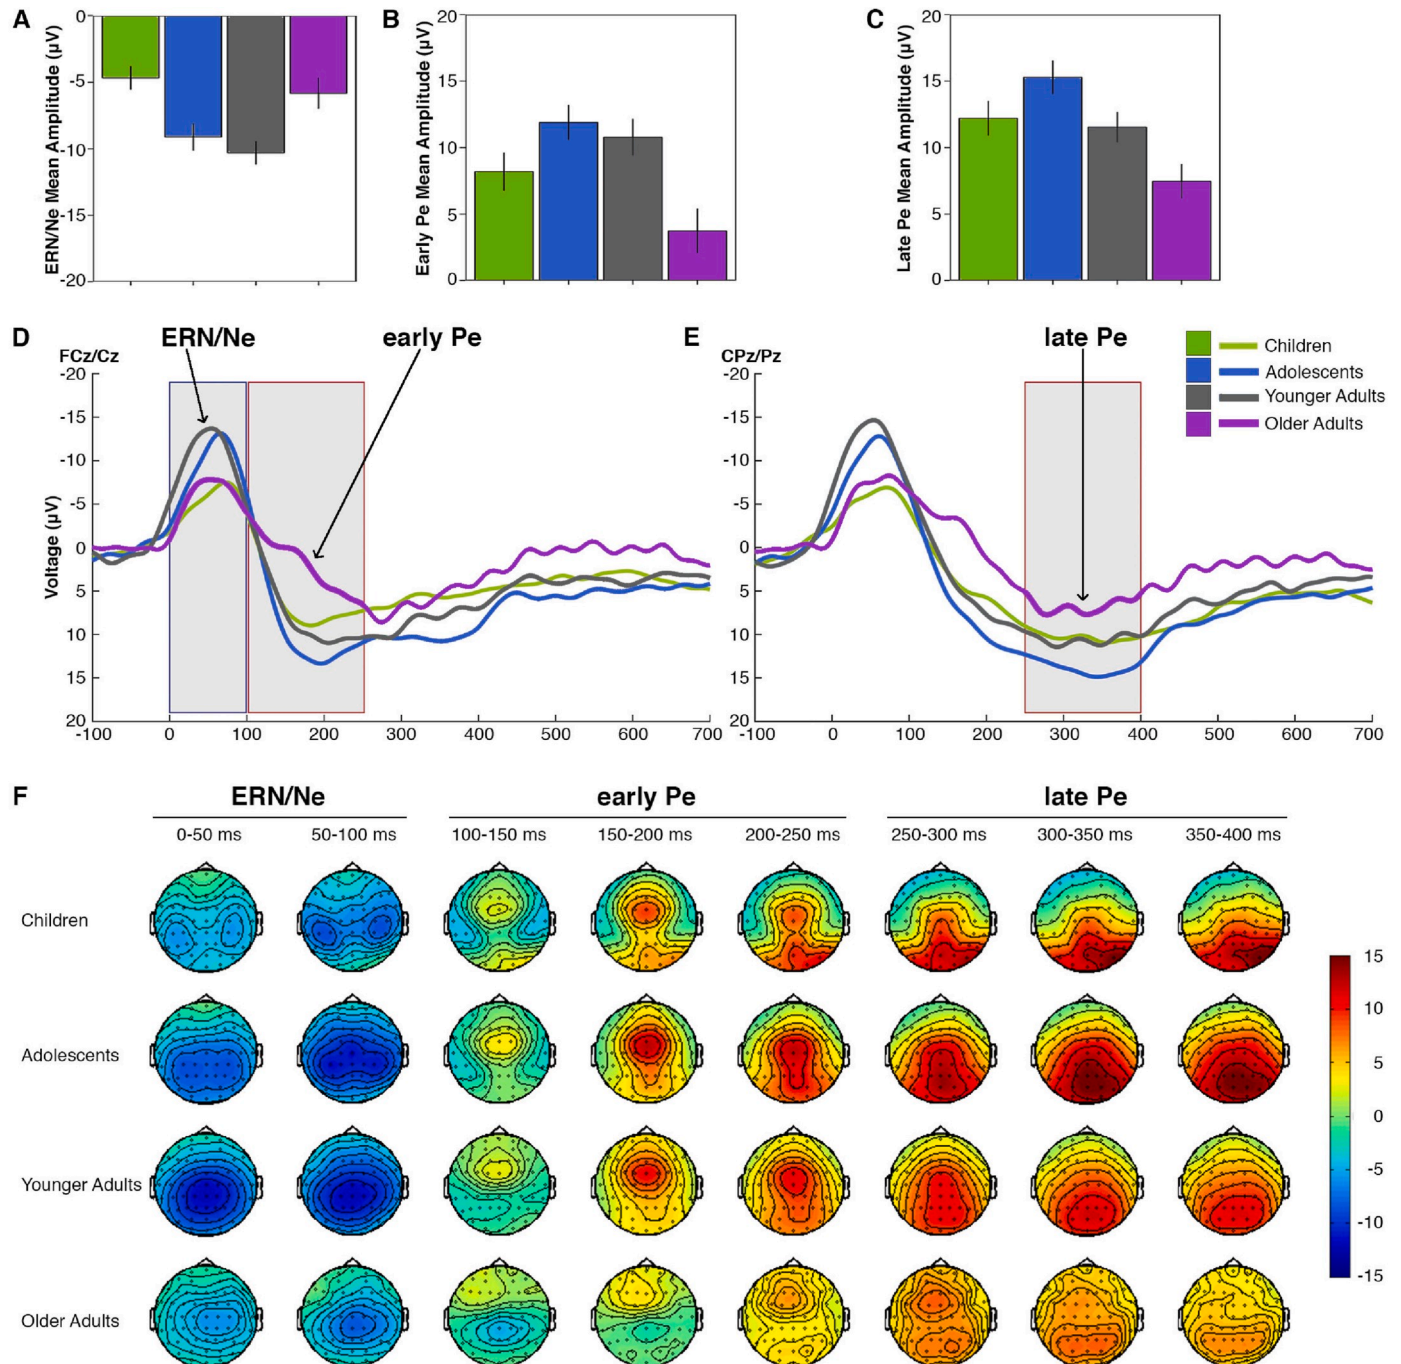 A
ERN/Ne Mean Amplitude (µV)
0
-5
-10
-15
-20
B
Early Pe Mean Amplitude (µV)
20
15
10
5
0
C
Late Pe Mean Amplitude (µV)
20
15
10
5
0
D
ERN/Ne
early Pe
FCz/Cz
Voltage (µV)
-20
-15
-10
-5
0
5
10
15
20
-100 0 100 200 300 400 500 600 700
E
late Pe
CPz/Pz
-20
-15
-10
-5
0
5
10
15
20
-100 0 100 200 300 400 500 600 700
Children
Adolescents
Younger Adults
Older Adults
F
ERN/Ne early Pe late Pe
0-50 ms 50-100 ms 100-150 ms 150-200 ms 200-250 ms 250-300 ms 300-350 ms 350-400 ms
Children
Adolescents
Younger Adults
Older Adults
15
10
5
0
-5
-10
-15